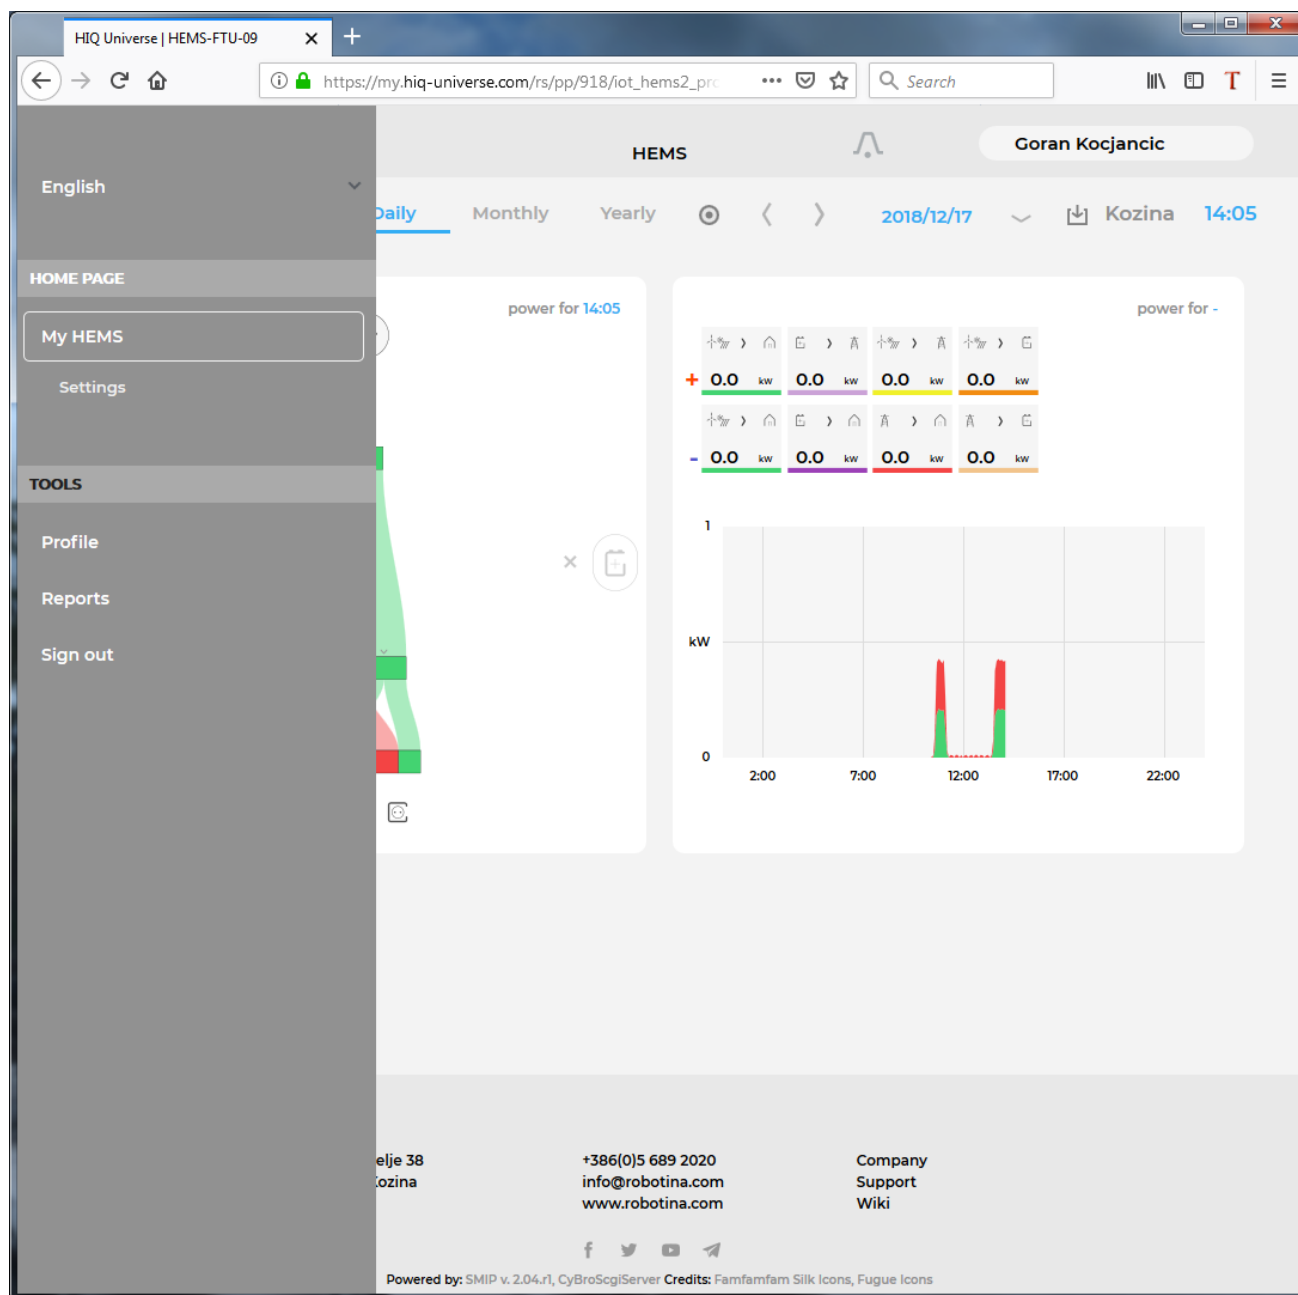 HIQ Universe | HEMS-FTU-09
https://my.hiq-universe.com/rs/pp/918/iot_hems2_pro
Search
T
HEMS
Goran Kocjancic
English
Daily Monthly Yearly 2018/12/17 Kozina 14:05
HOME PAGE
My HEMS
Settings
TOOLS
Profile
Reports
Sign out
power for 14:05
power for -
+ 0.0 kw 0.0 kw 0.0 kw 0.0 kw
- 0.0 kw 0.0 kw 0.0 kw 0.0 kw
1
kW
0
2:00 7:00 12:00 17:00 22:00
elje 38
Kozina
+386(0)5 689 2020
info@robotina.com
www.robotina.com
Company
Support
Wiki
Powered by: SMIP v. 2.04.r1, CyBroScgiServer Credits: Famfamfam Silk Icons, Fugue Icons